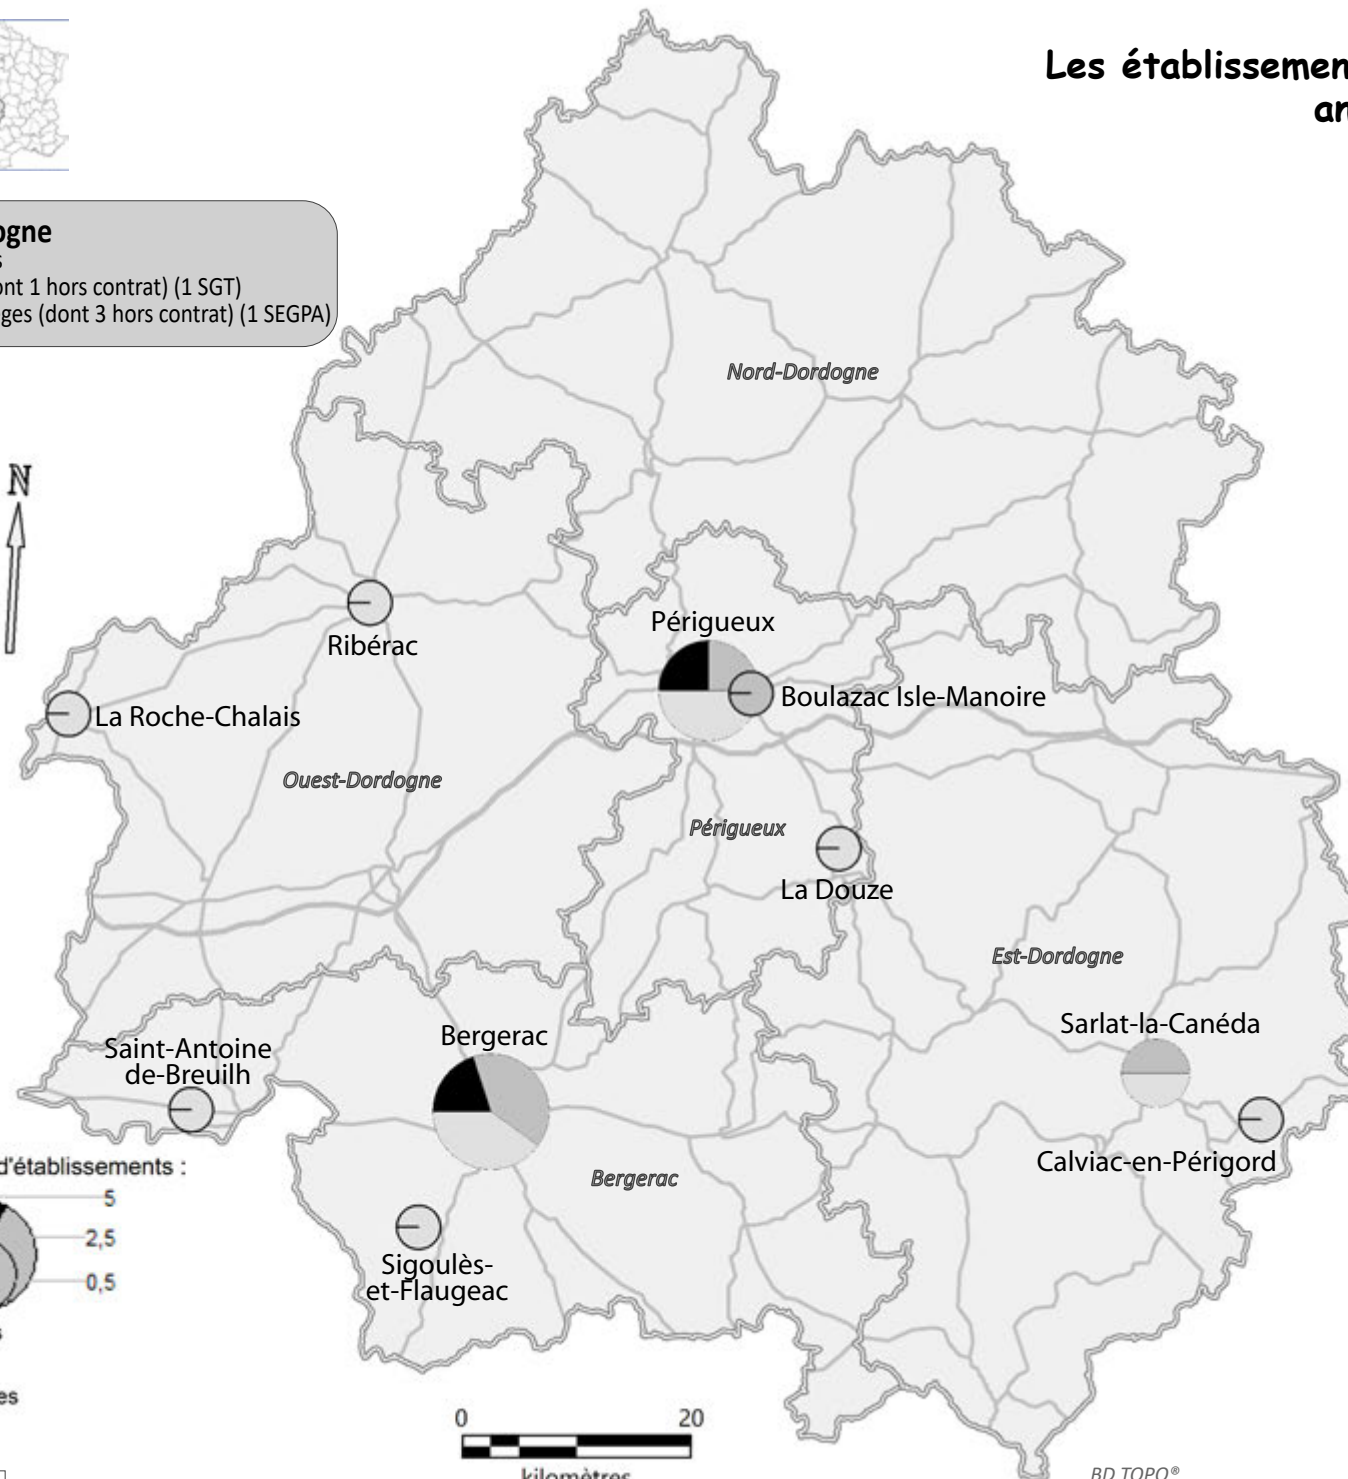 Les établissemen
an
ogne
s
ont 1 hors contrat) (1 SGT)
ges (dont 3 hors contrat) (1 SEGPA)
N
Nord-Dordogne
Périgueux
Ribérac
Boulazac Isle-Manoire
La Roche-Chalais
Ouest-Dordogne
Périgueux
La Douze
Est-Dordogne
Sarlat-la-Canéda
Bergerac
Saint-Antoine
de-Breuilh
Calviac-en-Périgord
Bergerac
d'établissements :
5
2,5
0,5
s
es
Sigoulès-
et-Flaugeac
0 20
kilomètres
BD TOPO®